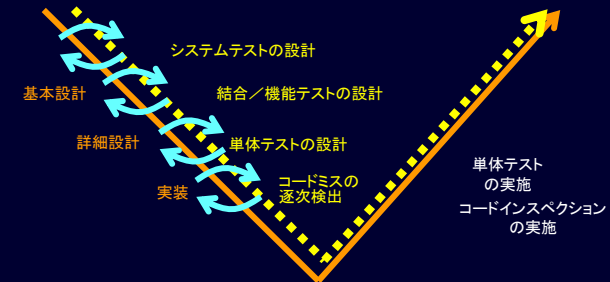 システムテストの設計
基本設計
結合／機能テストの設計
詳細設計
単体テストの設計
実装
コードミスの
逐次検出
単体テスト
の実施
コードインスペクション
の実施